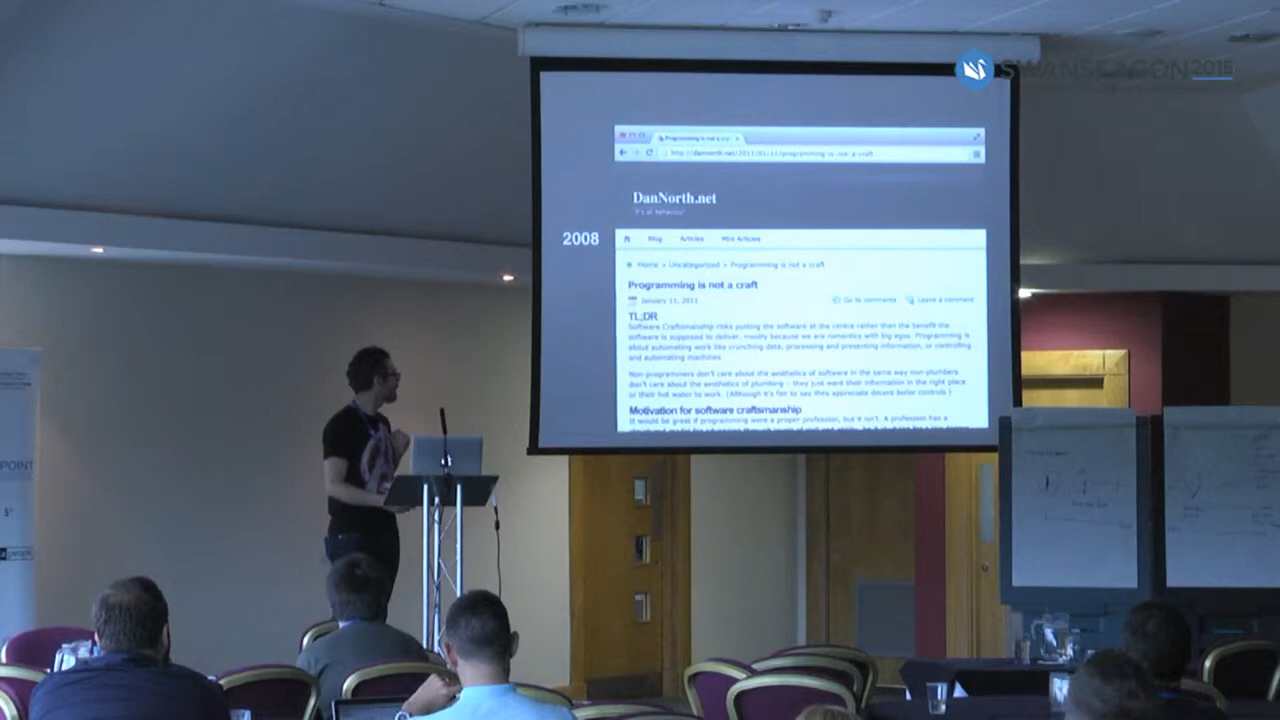 SWANSEACON2015
Programming is not a cra
http://dannorth.net/2011/01/11/programming-is-not-a-craft
DanNorth.net
It's all behaviour
2008
Blog Articles Mini Articles
Home > Uncategorized > Programming is not a craft
Programming is not a craft
January 11, 2011 Go to comments Leave a comment
TL;DR
Software Craftsmanship risks putting the software at the centre rather than the benefit the
software is supposed to deliver, mostly because we are romantics with big egos. Programming is
about automating work like crunching data, processing and presenting information, or controlling
and automating machines.
Non-programmers don't care about the aesthetics of software in the same way non-plumbers
don't care about the aesthetics of plumbing – they just want their information in the right place
or their hot water to work. (Although it's fair to say they appreciate decent boiler controls.)
Motivation for software craftsmanship
It would be great if programming were a proper profession, but it isn't. A profession has a
POINT
people